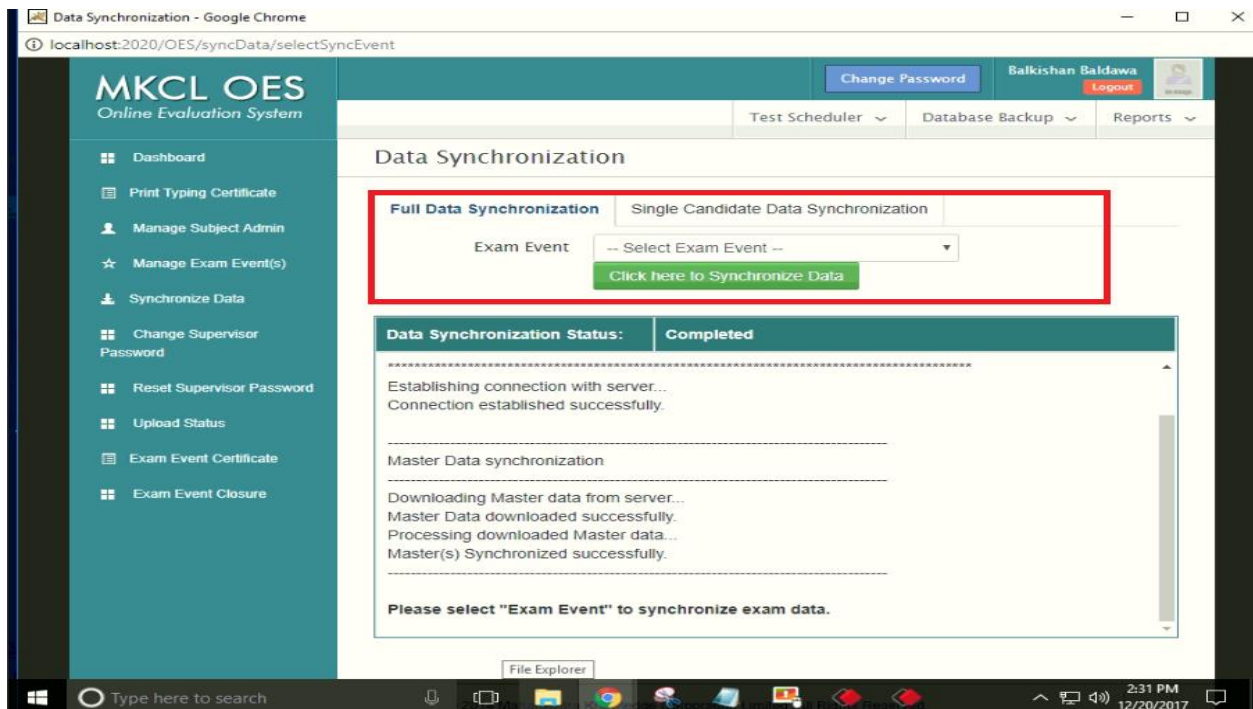 Data Synchronization - Google Chrome
localhost:2020/OES/syncData/selectSyncEvent
MKCL OES
Online Evaluation System
Change Password
Balkishan Baldawa
Logout
Test Scheduler
Database Backup
Reports
Dashboard
Print Typing Certificate
Manage Subject Admin
Manage Exam Event(s)
Synchronize Data
Change Supervisor
Password
Reset Supervisor Password
Upload Status
Exam Event Certificate
Exam Event Closure
Data Synchronization
Full Data Synchronization
Single Candidate Data Synchronization
Exam Event
-- Select Exam Event --
Click here to Synchronize Data
Data Synchronization Status:
Completed
Establishing connection with server...
Connection established successfully.
Master Data synchronization
Downloading Master data from server...
Master Data downloaded successfully.
Processing downloaded Master data...
Master(s) Synchronized successfully.
Please select "Exam Event" to synchronize exam data.
File Explorer
Type here to search
2:31 PM
12/20/2017